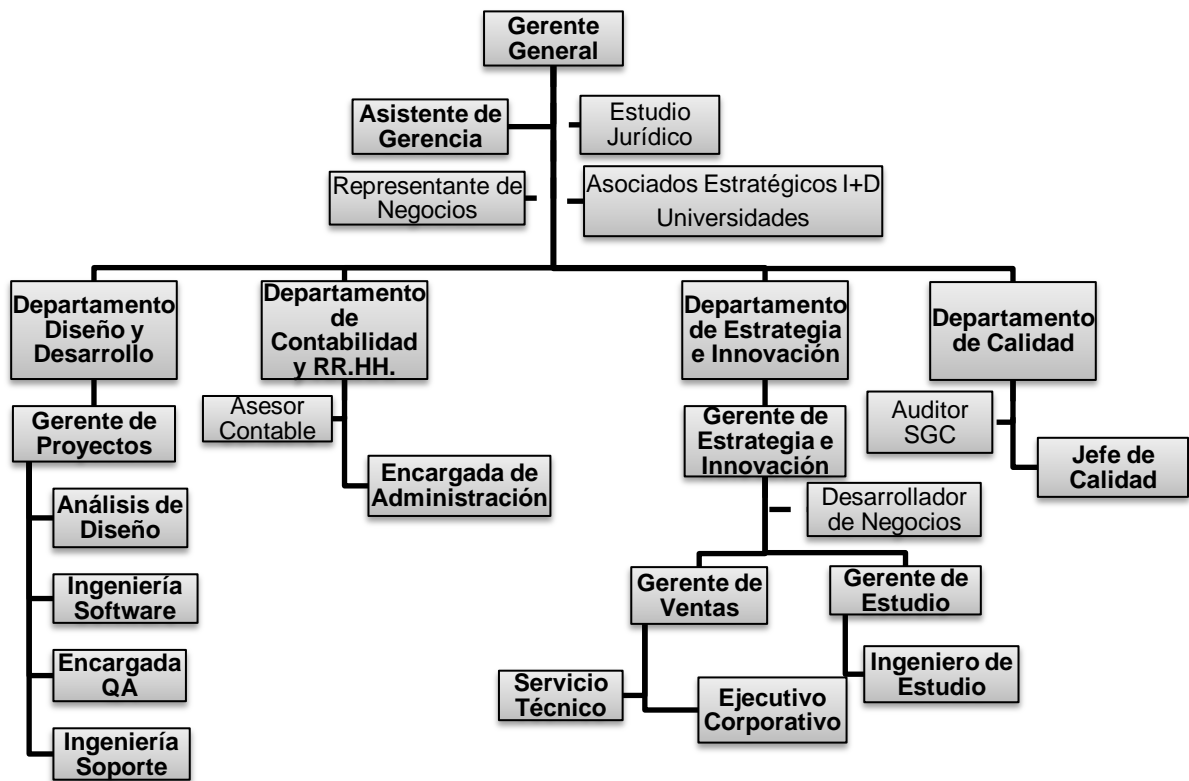 Gerente
General
Asistente de
Gerencia
Estudio
Jurídico
Representante de
Negocios
Asociados Estratégicos I+D
Universidades
Departamento
Diseño y
Desarrollo
Departamento
de
Contabilidad
y RR.HH.
Departamento
de Estrategia
e Innovación
Departamento
de Calidad
Gerente de
Proyectos
Asesor
Contable
Gerente de
Estrategia e
Innovación
Auditor
SGC
Encargada de
Administración
Jefe de
Calidad
Análisis de
Diseño
Desarrollador
de Negocios
Ingeniería
Software
Gerente de
Ventas
Gerente de
Estudio
Encargada
QA
Servicio
Técnico
Ejecutivo
Corporativo
Ingeniero de
Estudio
Ingeniería
Soporte